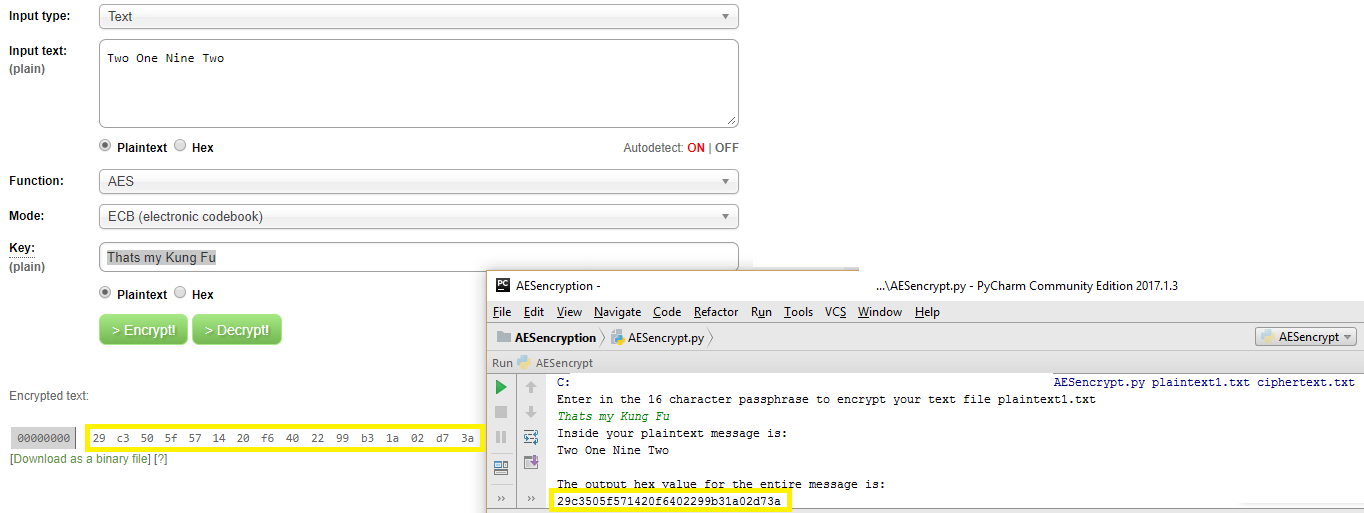 Input type:
Text
Input text:
(plain)
Two One Nine Two
Plaintext Hex
Autodetect: ON | OFF
Function:
AES
Mode:
ECB (electronic codebook)
Key:
(plain)
Thats my Kung Fu
Plaintext Hex
> Encrypt! > Decrypt!
Encrypted text:
00000000 29 c3 50 5f 57 14 20 f6 40 22 99 b3 1a 02 d7 3a
[Download as a binary file] [?]
PC AESencryption - ...\AESencrypt.py - PyCharm Community Edition 2017.1.3
File Edit View Navigate Code Refactor Run Tools VCS Window Help
AESencryption AESencrypt.py AESencrypt
Run AESencrypt
C: AESencrypt.py plaintext1.txt ciphertext.txt
Enter in the 16 character passphrase to encrypt your text file plaintext1.txt
Thats my Kung Fu
Inside your plaintext message is:
Two One Nine Two
The output hex value for the entire message is:
29c3505f571420f6402299b31a02d73a